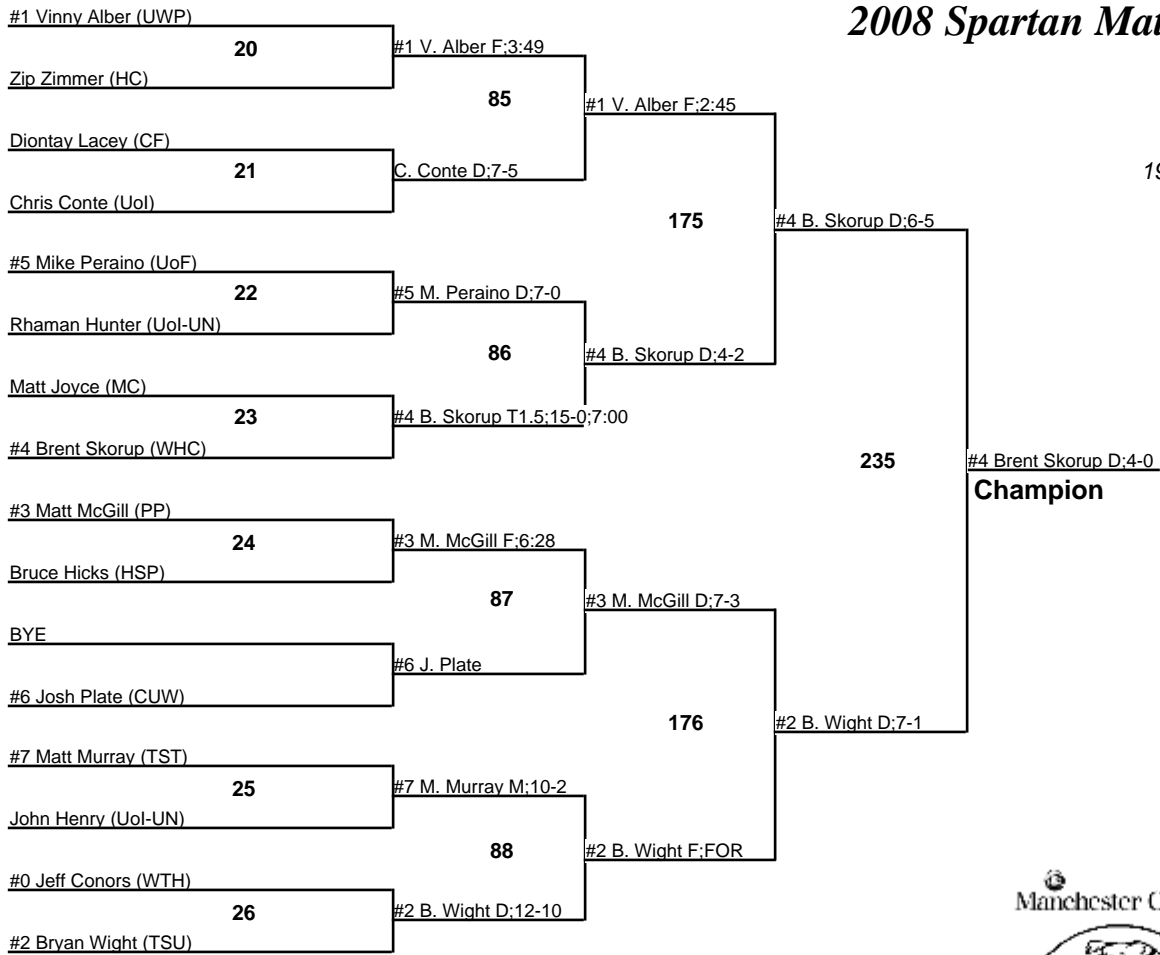 #1 Vinny Alber (UWP)
2008 Spartan Mat
20
#1 V. Alber F;3:49
Zip Zimmer (HC)
85
#1 V. Alber F;2:45
Diontay Lacey (CF)
21
C. Conte D;7-5
19
Chris Conte (UoI)
175
#4 B. Skorup D;6-5
#5 Mike Peraino (UoF)
22
#5 M. Peraino D;7-0
Rhaman Hunter (UoI-UN)
86
#4 B. Skorup D;4-2
Matt Joyce (MC)
23
#4 B. Skorup T1.5;15-0;7:00
#4 Brent Skorup (WHC)
235
#4 Brent Skorup D;4-0
Champion
#3 Matt McGill (PP)
24
#3 M. McGill F;6:28
Bruce Hicks (HSP)
87
#3 M. McGill D;7-3
BYE
#6 J. Plate
#6 Josh Plate (CUW)
176
#2 B. Wight D;7-1
#7 Matt Murray (TST)
25
#7 M. Murray M;10-2
John Henry (UoI-UN)
88
#2 B. Wight F;FOR
#0 Jeff Conors (WTH)
26
#2 B. Wight D;12-10
Manchester C
#2 Bryan Wight (TSU)